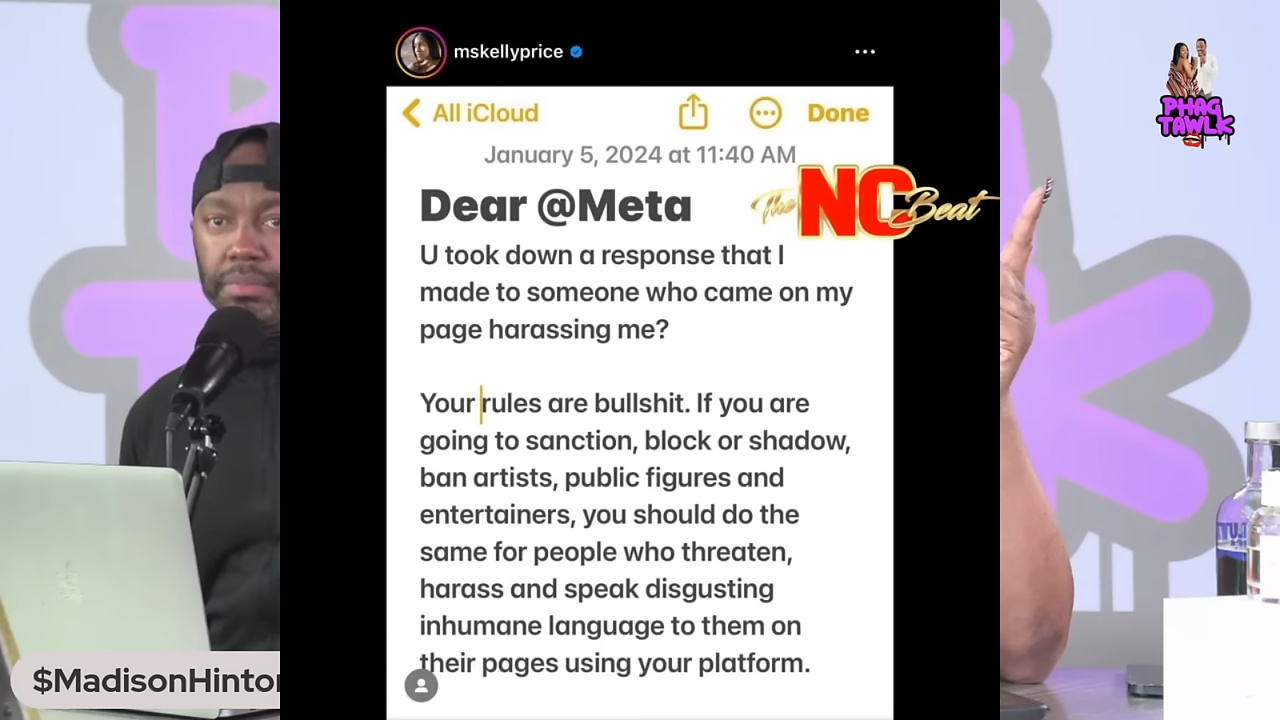 mskellyprice
All iCloud
Done
January 5, 2024 at 11:40 AM
Dear @Meta
The NC Beat
U took down a response that I
made to someone who came on my
page harassing me?
Your rules are bullshit. If you are
going to sanction, block or shadow,
ban artists, public figures and
entertainers, you should do the
same for people who threaten,
harass and speak disgusting
inhumane language to them on
their pages using your platform.
PHAG
TAWLK
$MadisonHinton